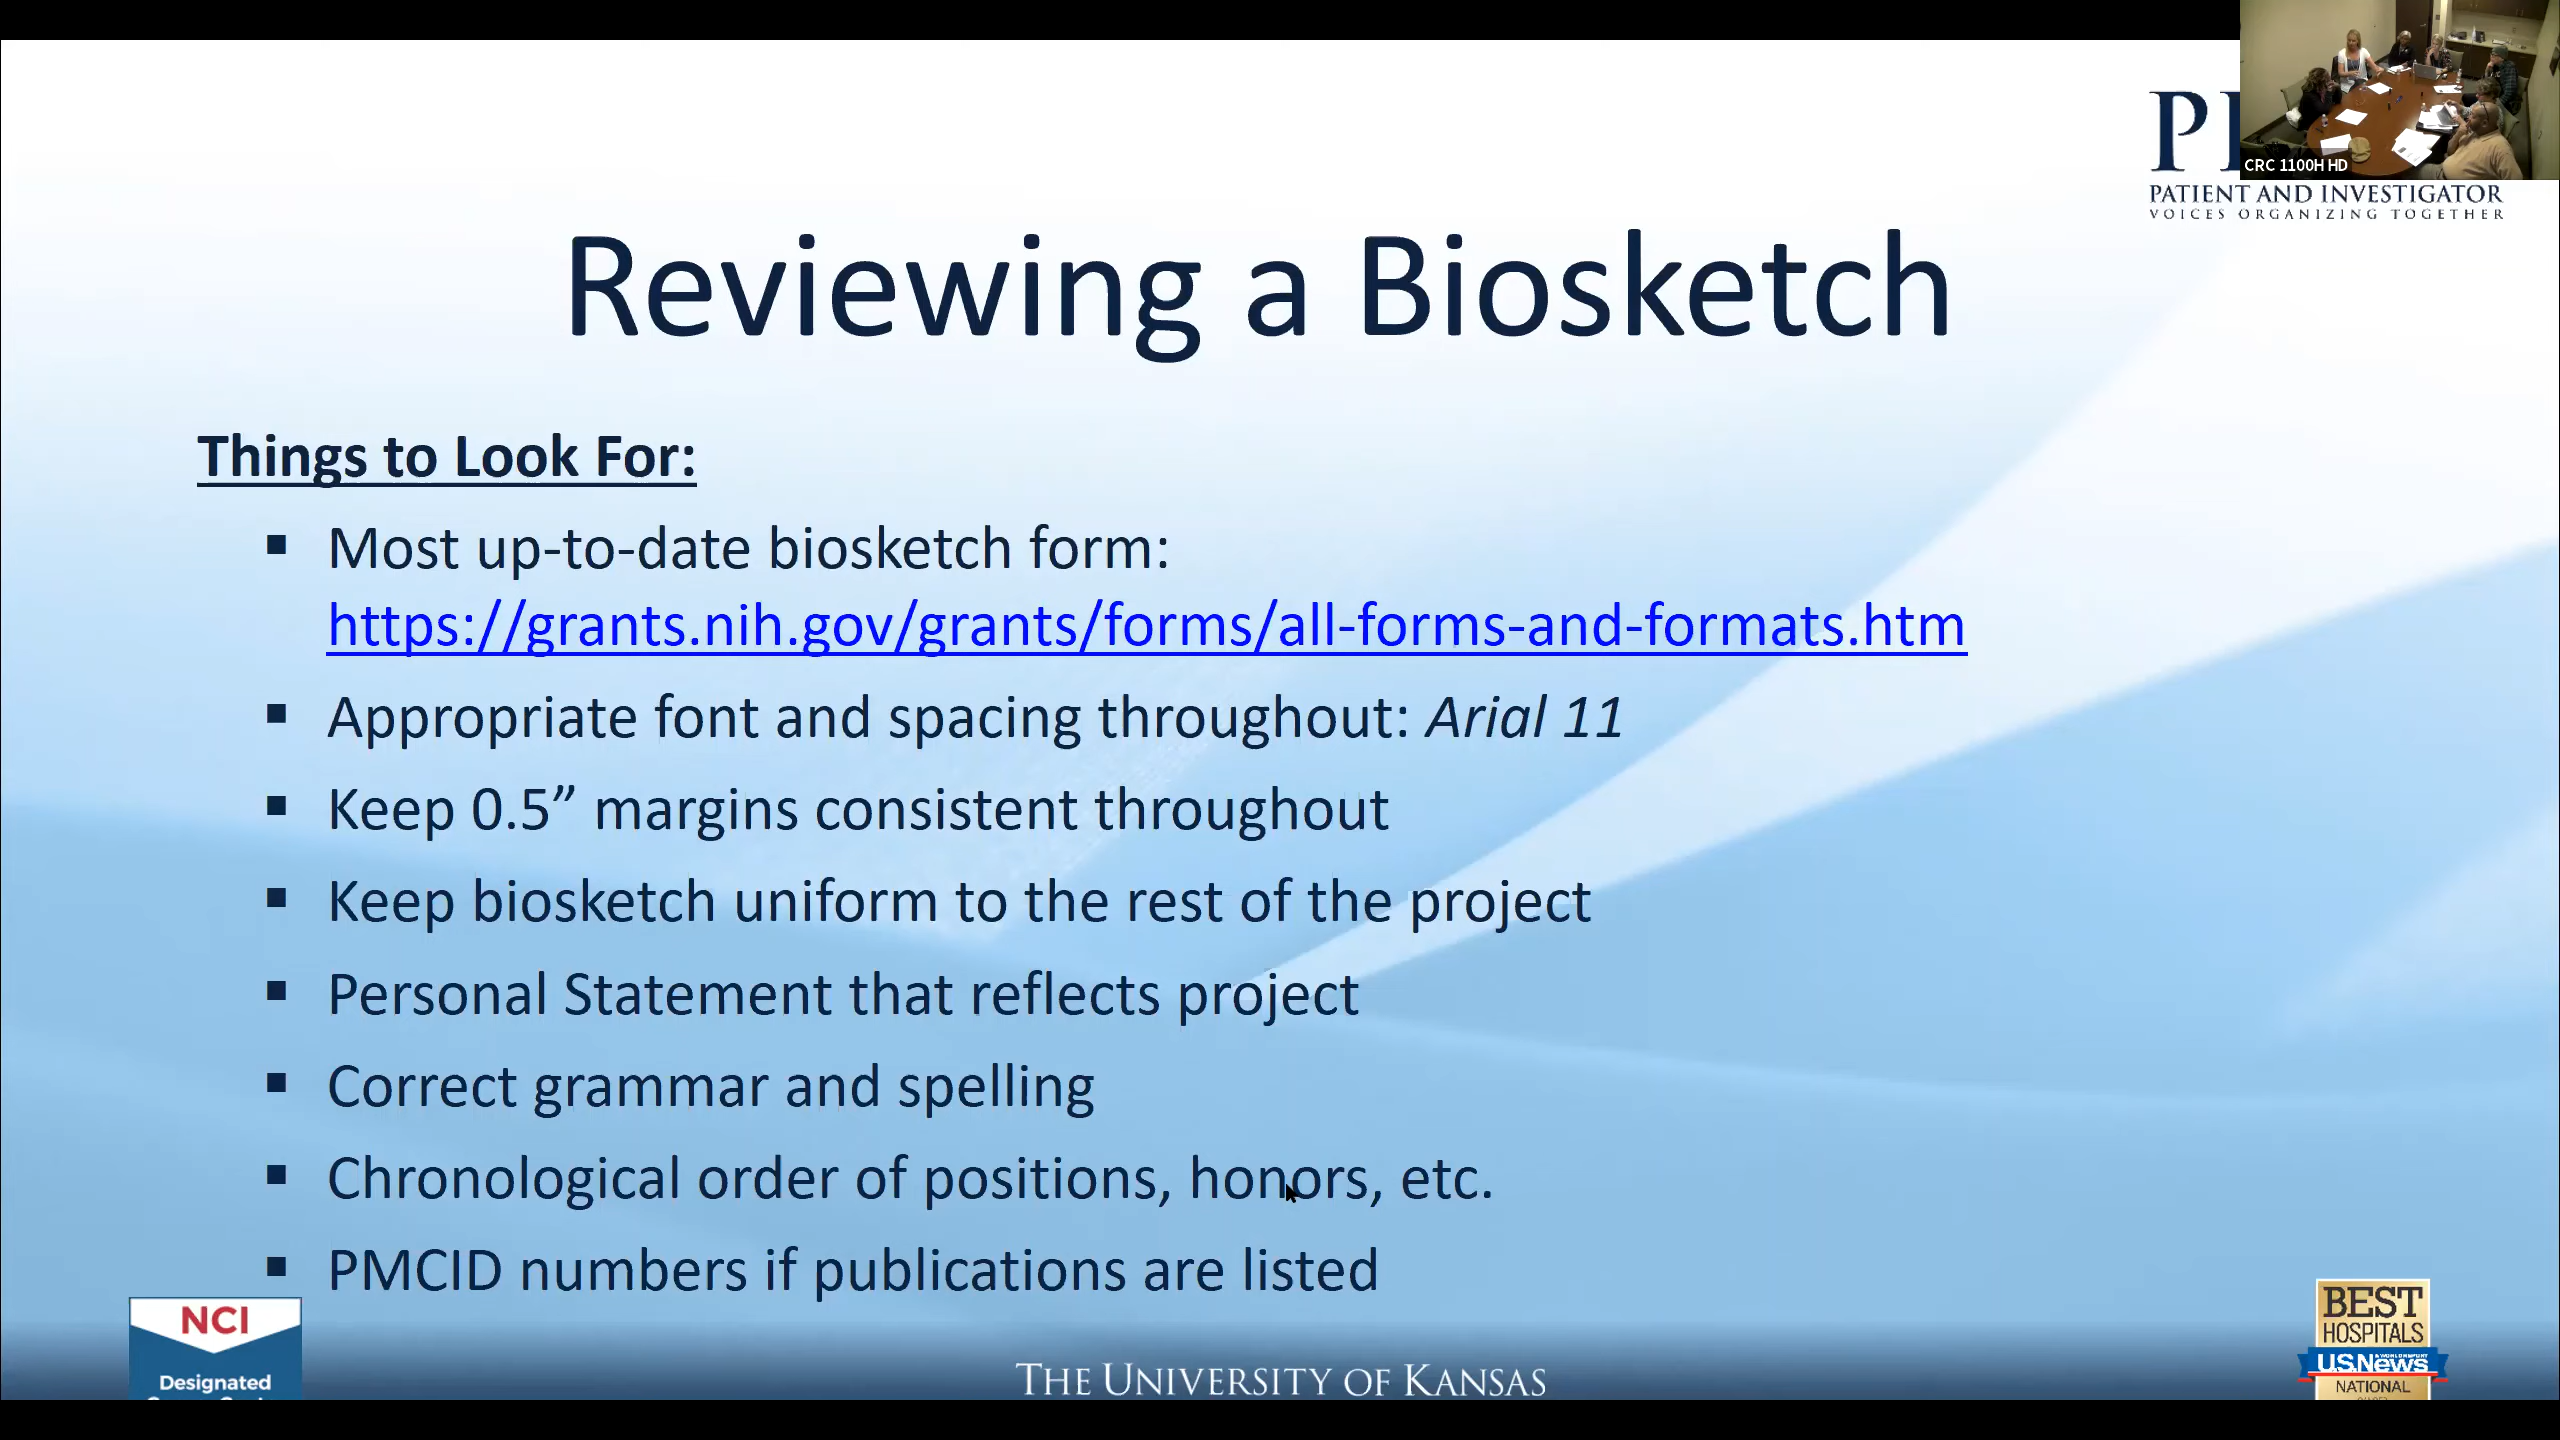 CRC 1100H HD
PATIENT AND INVESTIGATOR
VOICES ORGANIZING TOGETHER
Reviewing a Biosketch
Things to Look For:
▪ Most up-to-date biosketch form:
https://grants.nih.gov/grants/forms/all-forms-and-formats.htm
▪ Appropriate font and spacing throughout: Arial 11
▪ Keep 0.5” margins consistent throughout
▪ Keep biosketch uniform to the rest of the project
▪ Personal Statement that reflects project
▪ Correct grammar and spelling
▪ Chronological order of positions, honors, etc.
▪ PMCID numbers if publications are listed
NCI
Designated
THE UNIVERSITY OF KANSAS
BEST
HOSPITALS
U.S.News
NATIONAL